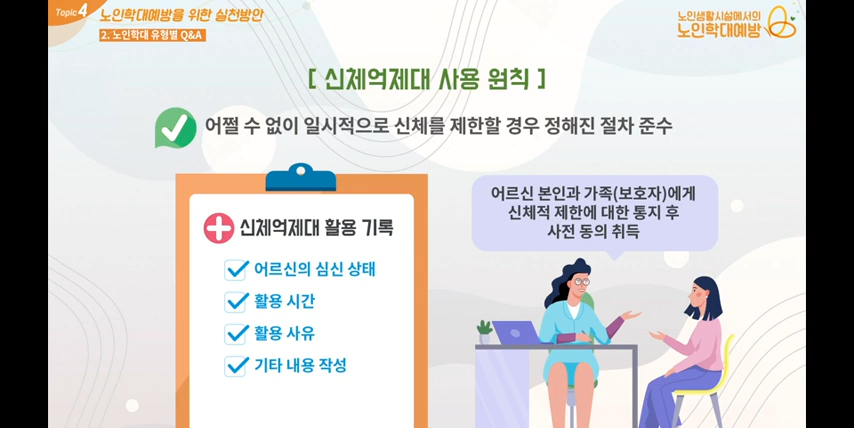 Topic 4 노인학대예방을 위한 실천방안
2. 노인학대 유형별 Q&A
노인생활시설에서의
노인학대예방
[ 신체억제대 사용 원칙 ]
어쩔 수 없이 일시적으로 신체를 제한할 경우 정해진 절차 준수
신체억제대 활용 기록
어르신의 심신 상태
활용 시간
활용 사유
기타 내용 작성
어르신 본인과 가족(보호자)에게
신체적 제한에 대한 통지 후
사전 동의 취득